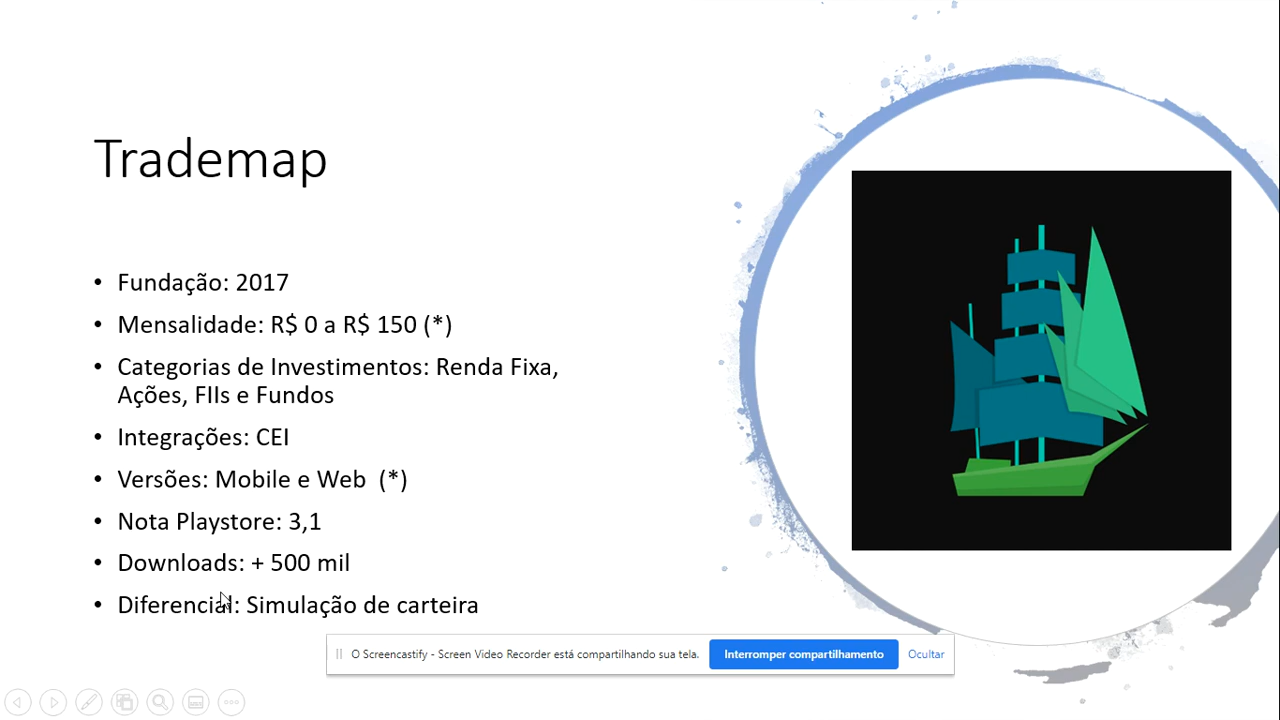 Trademap
• Fundação: 2017
• Mensalidade: R$ 0 a R$ 150 (*)
• Categorias de Investimentos: Renda Fixa,
Ações, FIIs e Fundos
• Integrações: CEI
• Versões: Mobile e Web (*)
• Nota Playstore: 3,1
• Downloads: + 500 mil
• Diferencial: Simulação de carteira
O Screencastify - Screen Video Recorder está compartilhando sua tela. Interromper compartilhamento Ocultar